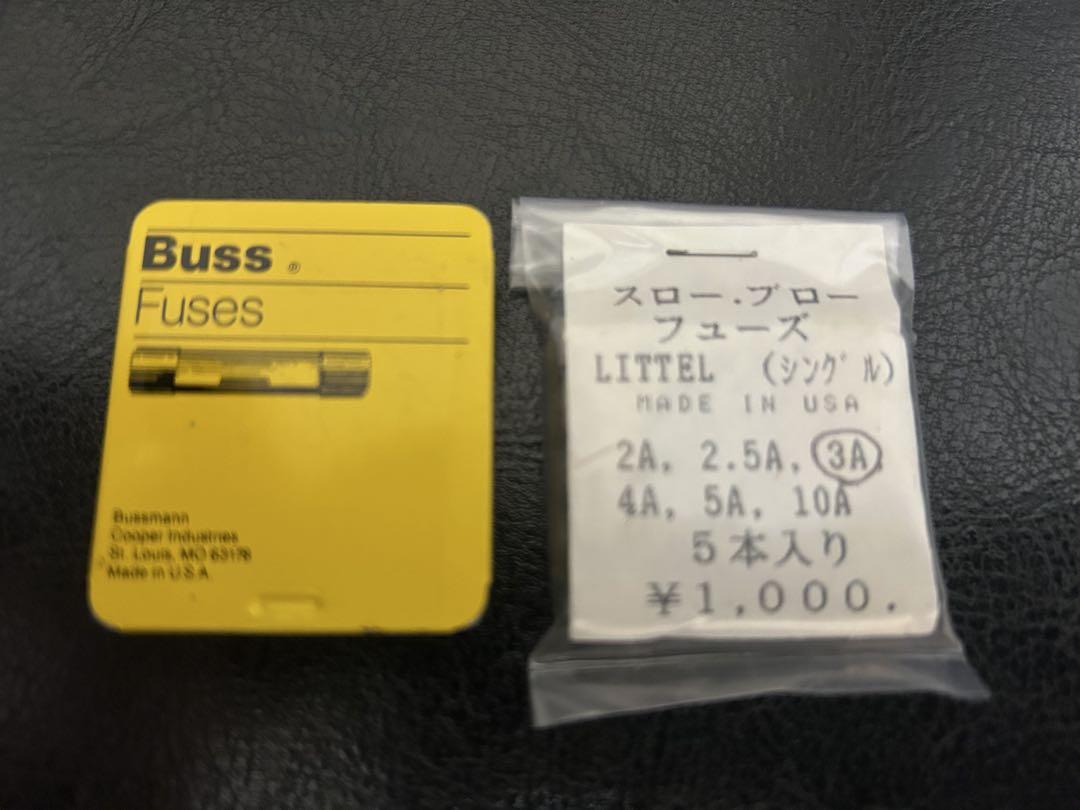 Buss ®
Fuses
Bussmann
Cooper Industries
St. Louis, MO 63178
Made in U.S.A.
スロー.ブロー
フューズ
LITTEL (シングル)
MADE IN USA
2A, 2.5A, 3A,
4A, 5A, 10A
5本入り
¥1,000.